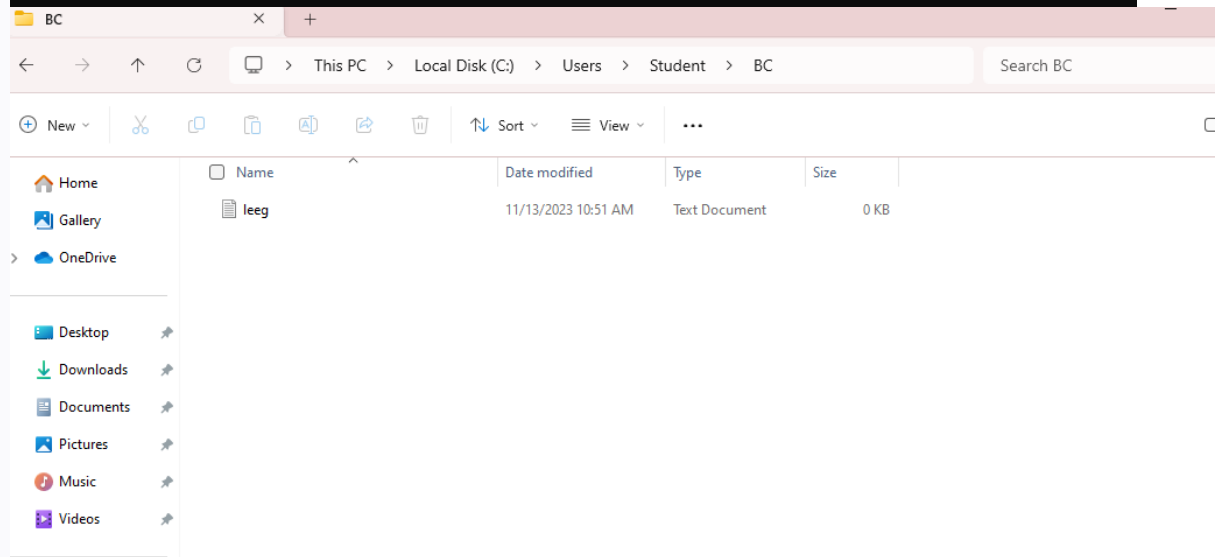 BC
This PC > Local Disk (C:) > Users > Student > BC
Search BC
New
Sort
View
Name Date modified Type Size
leeg 11/13/2023 10:51 AM Text Document 0 KB
Home
Gallery
OneDrive
Desktop
Downloads
Documents
Pictures
Music
Videos